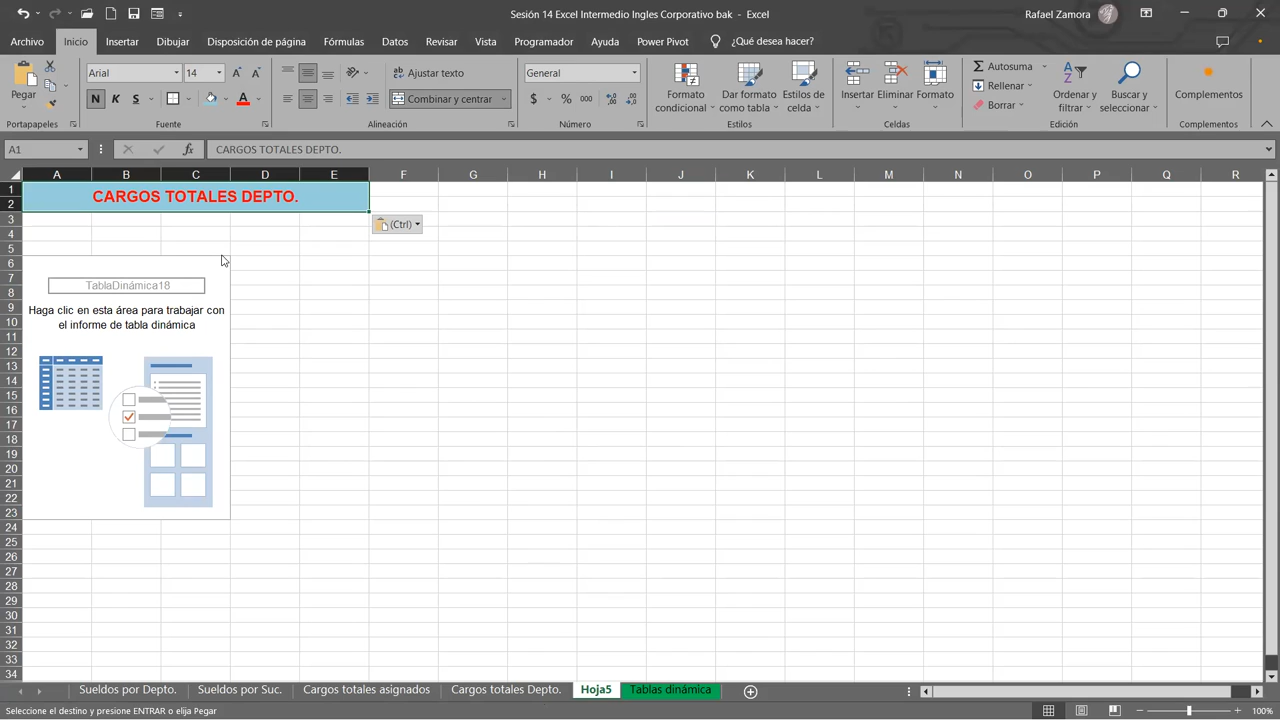 Sesión 14 Excel Intermedio Ingles Corporativo bak - Excel
Rafael Zamora
Archivo Inicio Insertar Dibujar Disposición de página Fórmulas Datos Revisar Vista Programador Ayuda Power Pivot ¿Qué desea hacer?
Pegar
Arial 14
N K S
Ajustar texto
Combinar y centrar
General
$ % 000
Formato condicional
Dar formato como tabla
Estilos de celda
Insertar Eliminar Formato
Autosuma
Rellenar
Borrar
Ordenar y filtrar
Buscar y seleccionar
Complementos
Portapapeles Fuente Alineación Número Estilos Celdas Edición Complementos
A1 fx CARGOS TOTALES DEPTO.
A B C D E F G H I J K L M N O P Q R
1
CARGOS TOTALES DEPTO.
2
3
(Ctrl)
4
5
6
7
TablaDinámica18
8
9
Haga clic en esta área para trabajar con
10
el informe de tabla dinámica
11
12
13
14
15
16
17
18
19
20
21
22
23
24
25
26
27
28
29
30
31
32
33
34
Sueldos por Depto. Sueldos por Suc. Cargos totales asignados Cargos totales Depto. Hoja5 Tablas dinámica
Seleccione el destino y presione ENTRAR o elija Pegar
100%